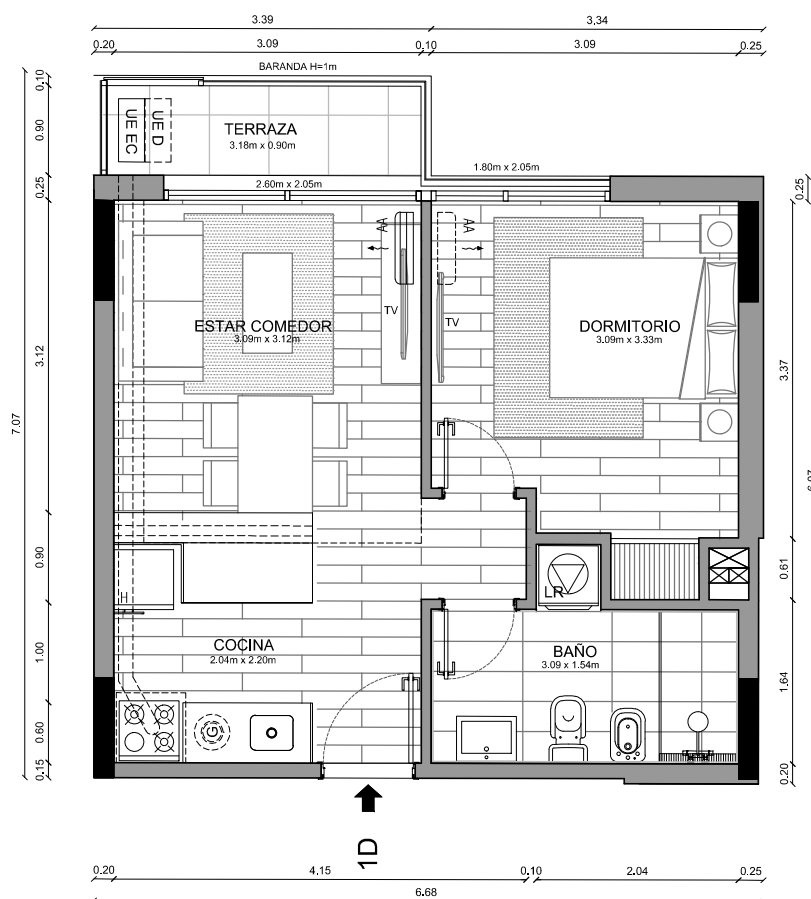 3.39
3,34
0.20
3.09
0.10
3.09
0.25
BARANDA H=1m
0.10
0.90
0.25
3.12
7.07
0.90
1.00
0.60
0.15
UE EC
UE D
TERRAZA
3.18m x 0.90m
1.80m x 2.05m
2.60m x 2.05m
0.25
AA
AA
TV
TV
ESTAR COMEDOR
3.09m x 3.12m
DORMITORIO
3.09m x 3.33m
3.37
0.61
1.64
0.20
H
LR
COCINA
2.04m x 2.20m
BAÑO
3.09 x 1.54m
G
1D
0.20
4.15
0.10
2.04
0.25
6.68